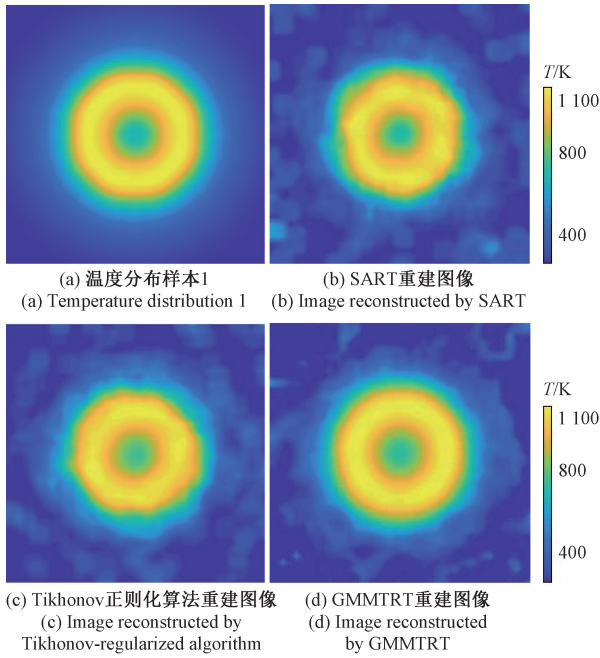 T/K
1 100
800
400
(a) 温度分布样本1
(a) Temperature distribution 1
(b) SART重建图像
(b) Image reconstructed by SART
T/K
1 100
800
400
(c) Tikhonov正则化算法重建图像
(c) Image reconstructed by
Tikhonov-regularized algorithm
(d) GMMTRT重建图像
(d) Image reconstructed
by GMMTRT